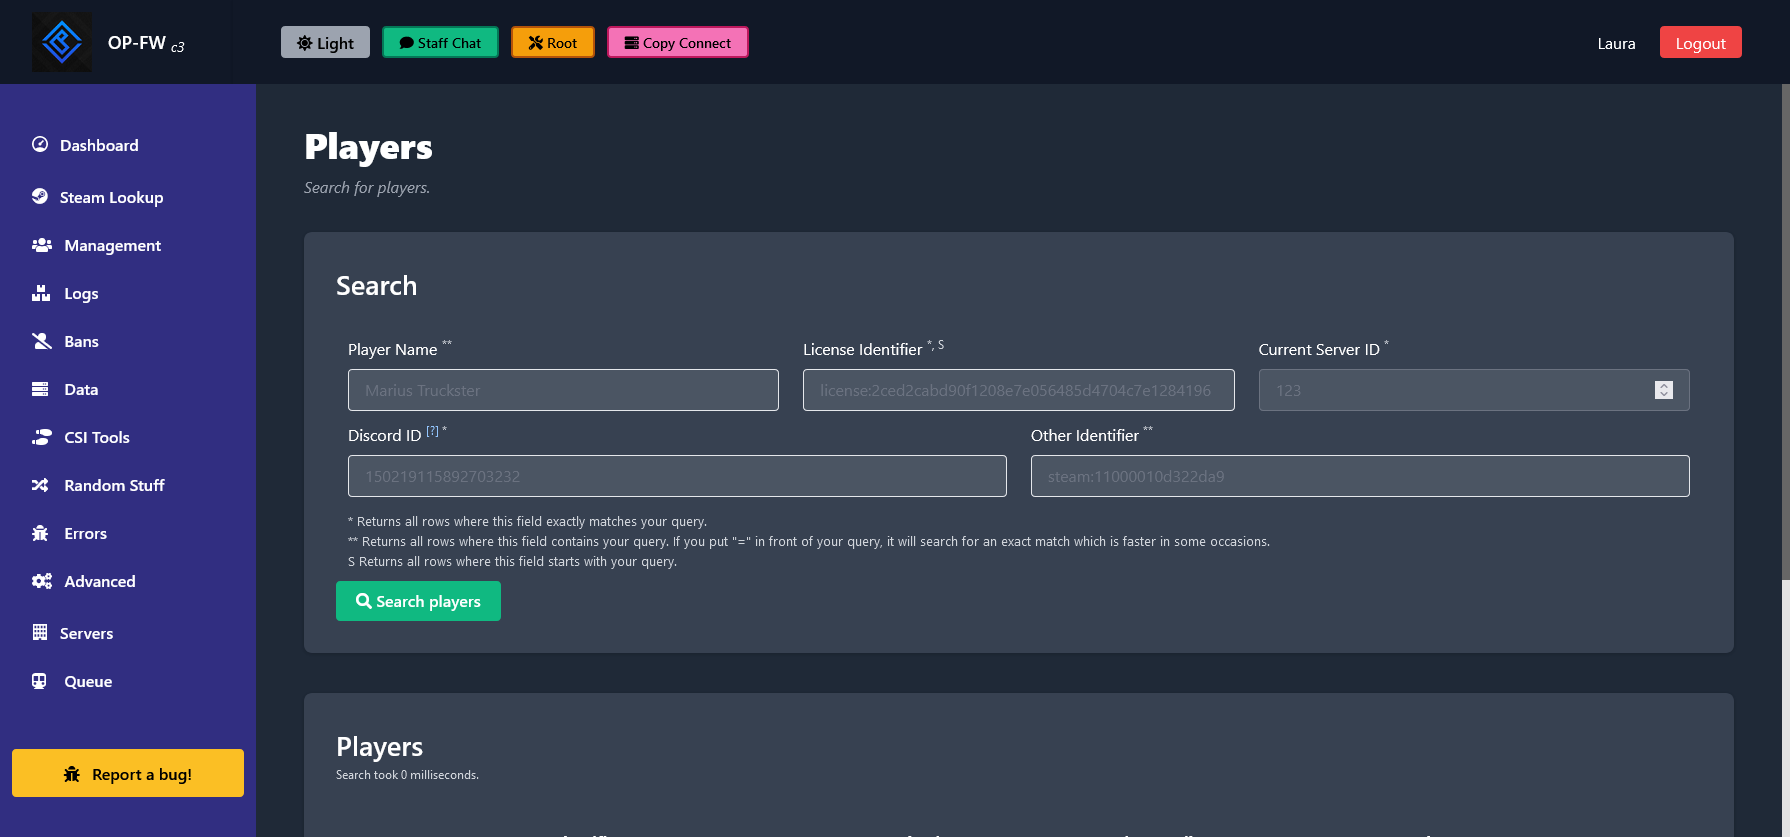 OP-FW c3
Light
Staff Chat
Root
Copy Connect
Laura
Logout
Dashboard
Steam Lookup
Management
Logs
Bans
Data
CSI Tools
Random Stuff
Errors
Advanced
Servers
Queue
Report a bug!
Players
Search for players.
Search
Player Name **
License Identifier *, S
Current Server ID *
Marius Truckster
license:2ced2cabd90f1208e7e056485d4704c7e1284196
123
Discord ID [?] *
Other Identifier **
150219115892703232
steam:11000010d322da9
* Returns all rows where this field exactly matches your query.
** Returns all rows where this field contains your query. If you put "=" in front of your query, it will search for an exact match which is faster in some occasions.
S Returns all rows where this field starts with your query.
Search players
Players
Search took 0 milliseconds.